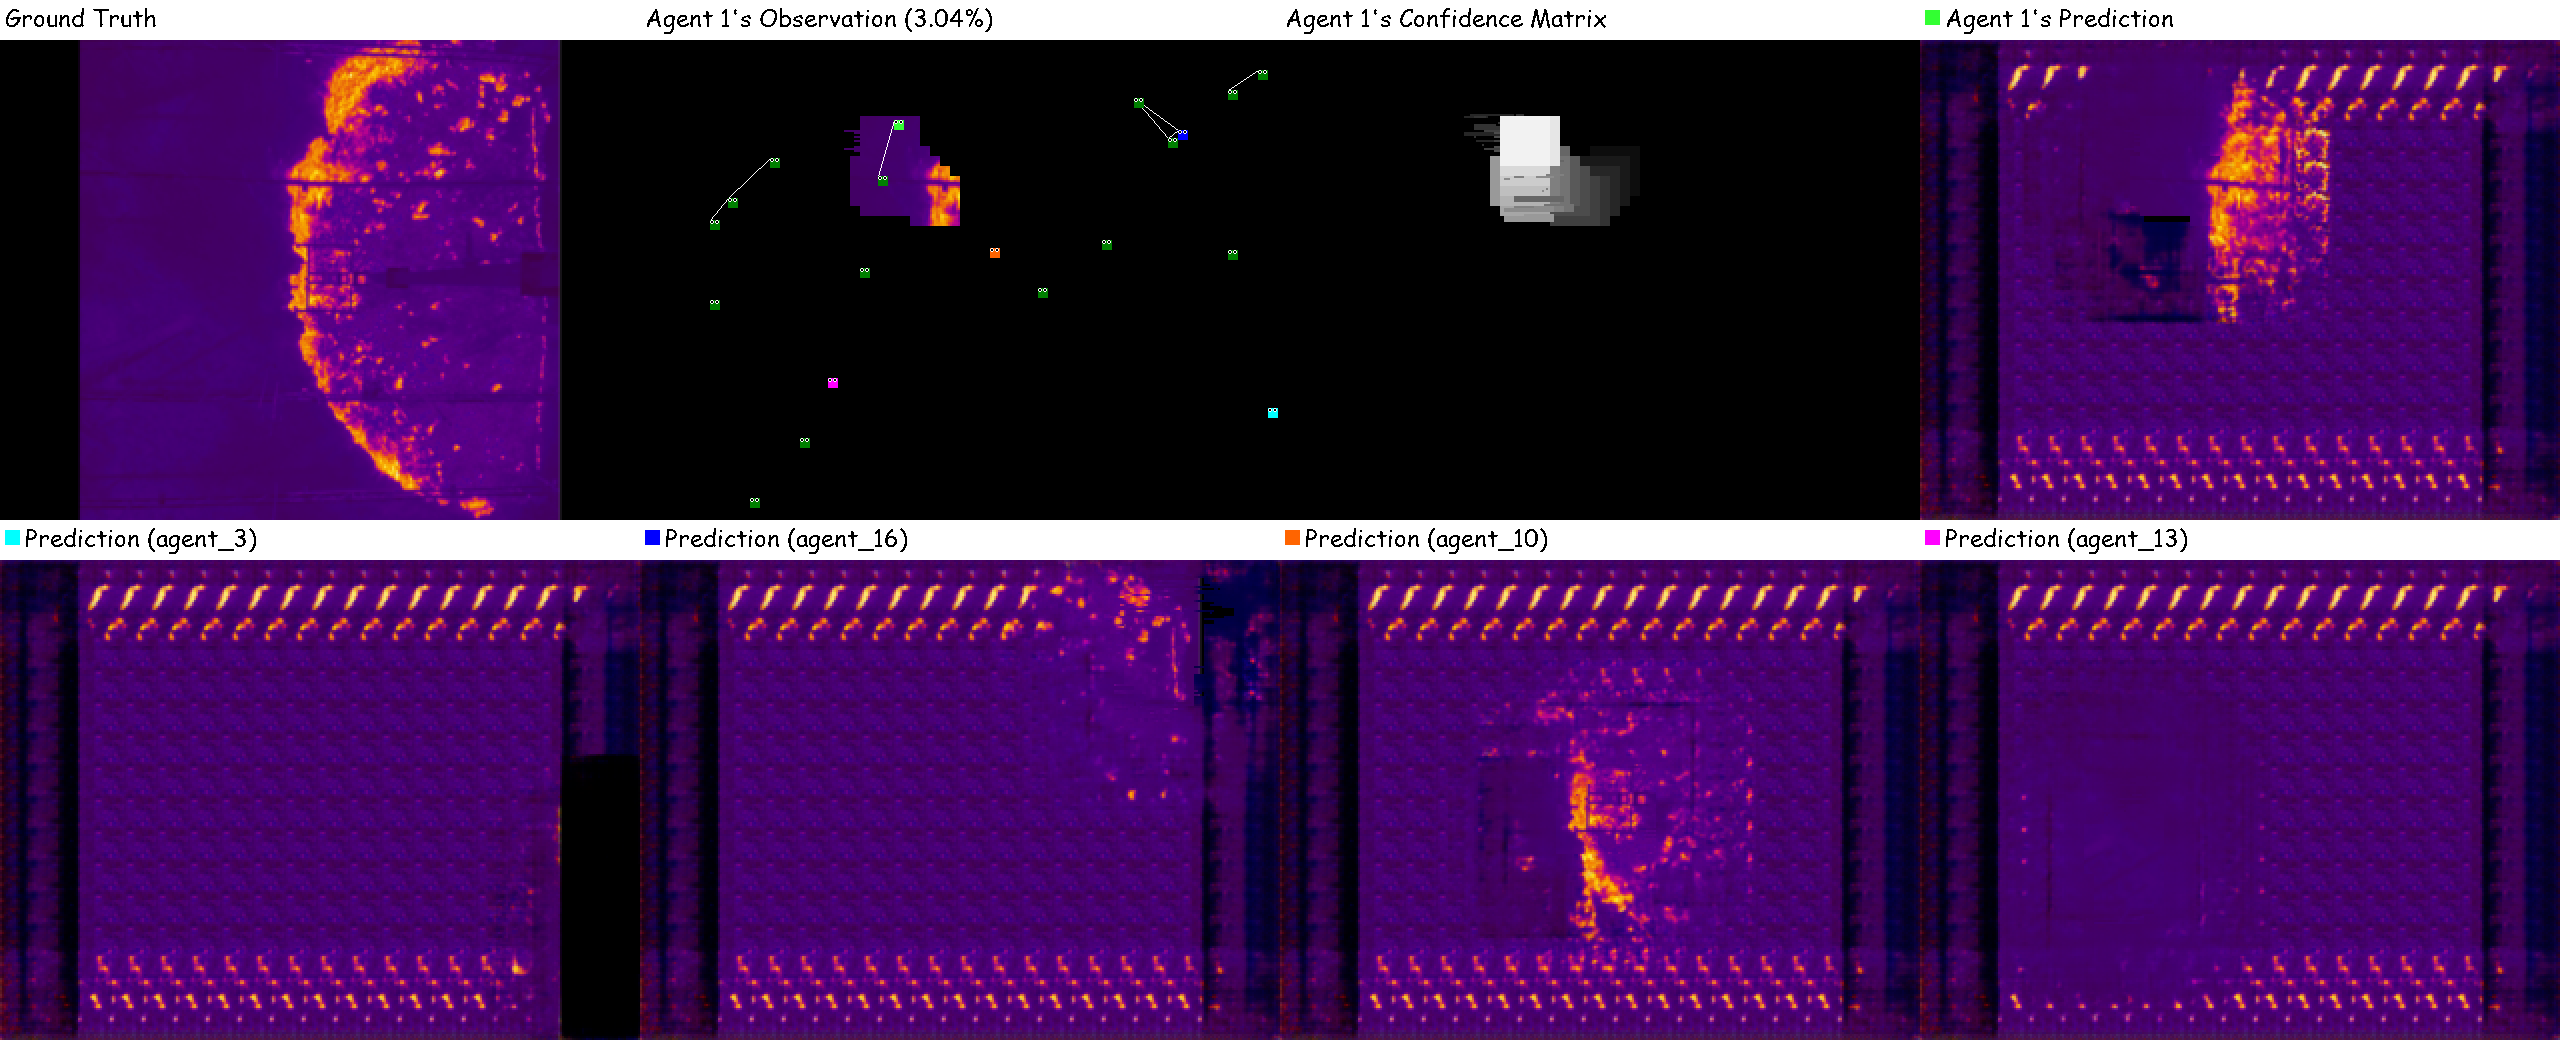 Ground Truth
Agent 1's Observation (3.04%)
Agent 1's Confidence Matrix
Agent 1's Prediction
Prediction (agent_3)
Prediction (agent_16)
Prediction (agent_10)
Prediction (agent_13)